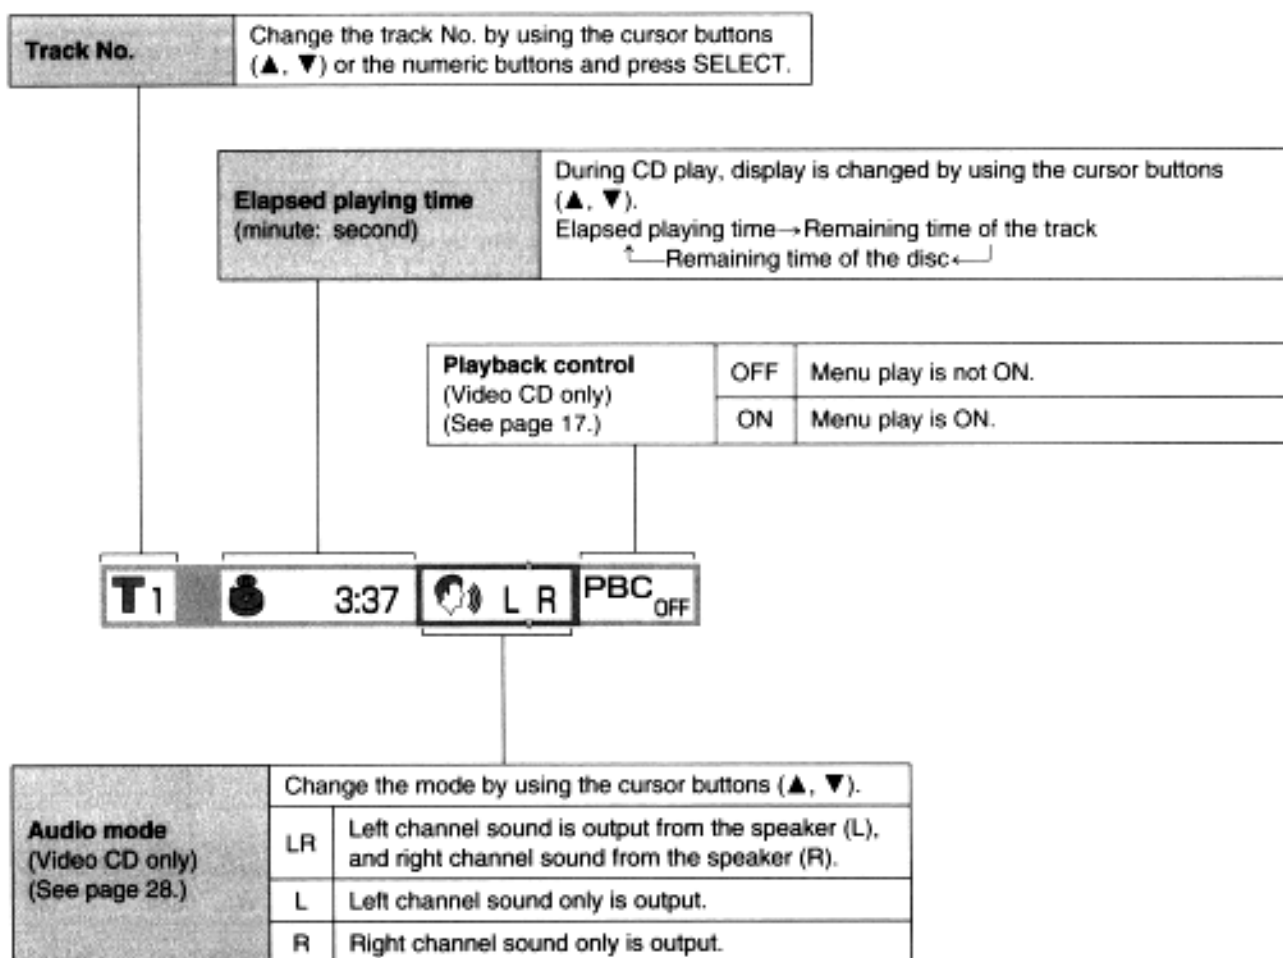 Track No.
Change the track No. by using the cursor buttons
(▲, ▼) or the numeric buttons and press SELECT.
Elapsed playing time
(minute: second)
During CD play, display is changed by using the cursor buttons
(▲, ▼).
Elapsed playing time→Remaining time of the track
Remaining time of the disc←
Playback control
(Video CD only)
(See page 17.)
OFF Menu play is not ON.
ON Menu play is ON.
T 1 3:37 L R PBC OFF
Audio mode
(Video CD only)
(See page 28.)
Change the mode by using the cursor buttons (▲, ▼).
LR Left channel sound is output from the speaker (L),
and right channel sound from the speaker (R).
L Left channel sound only is output.
R Right channel sound only is output.